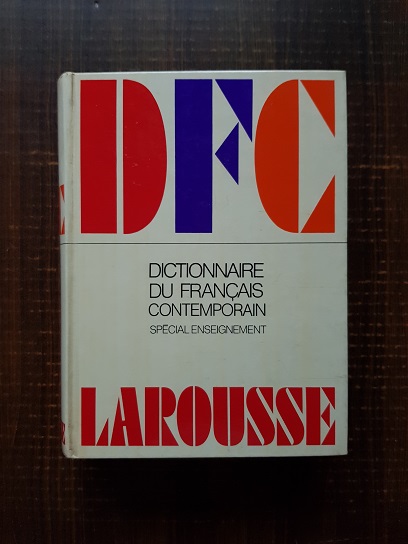 DFC
DICTIONNAIRE
DU FRANÇAIS
CONTEMPORAIN
SPÉCIAL ENSEIGNEMENT
LAROUSSE